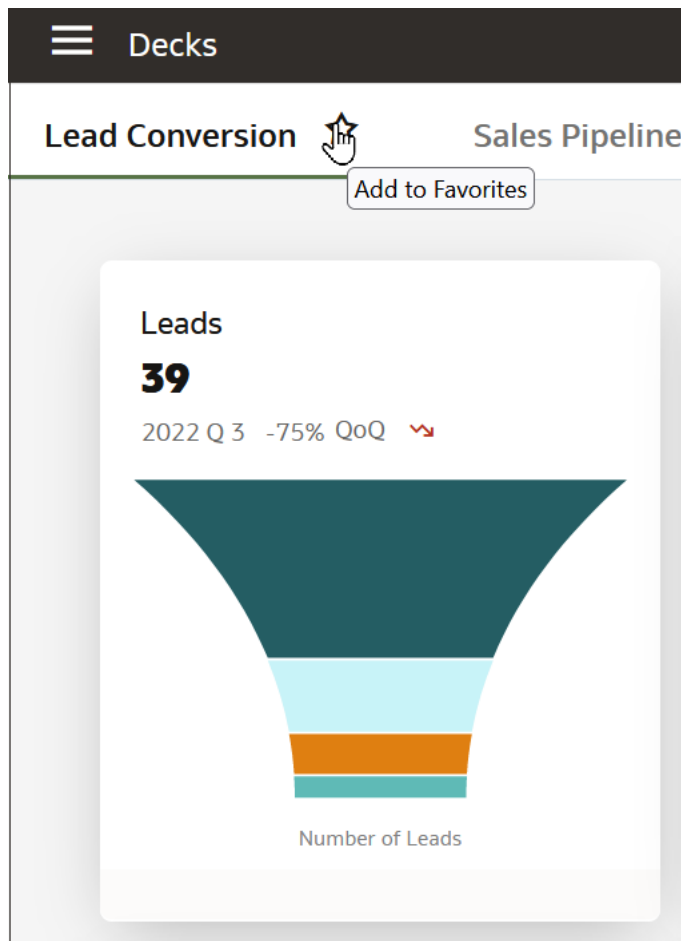 Decks
Lead Conversion Sales Pipeline
Add to Favorites
Leads
39
2022 Q 3 -75% QoQ
Number of Leads